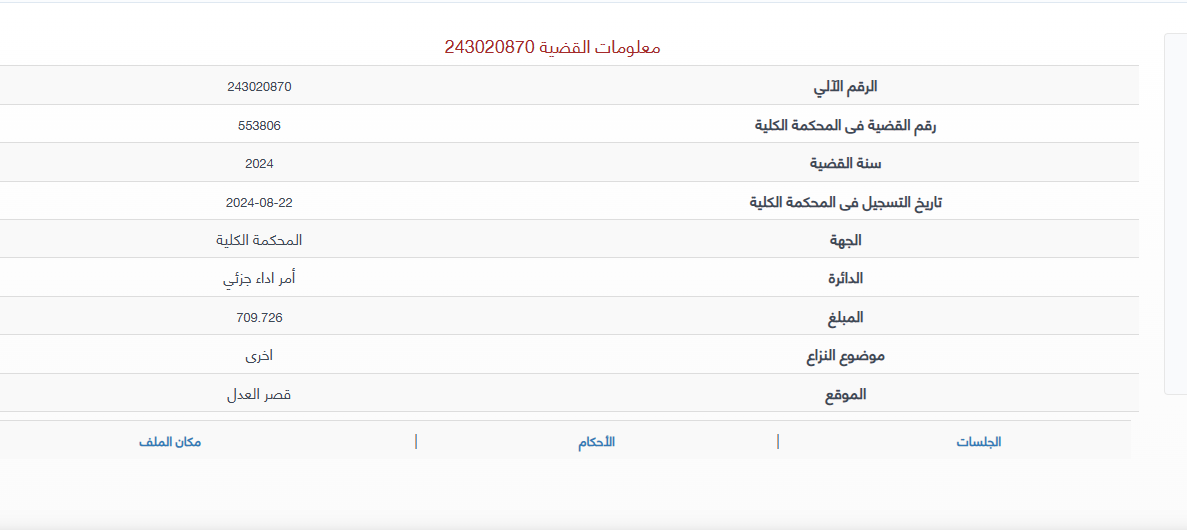 معلومات القضية 243020870
الرقم الآلي 243020870
رقم القضية فى المحكمة الكلية 553806
سنة القضية 2024
تاريخ التسجيل فى المحكمة الكلية 2024-08-22
الجهة المحكمة الكلية
الدائرة أمر اداء جزئي
المبلغ 709.726
موضوع النزاع اخرى
الموقع قصر العدل
الجلسات | الأحكام | مكان الملف